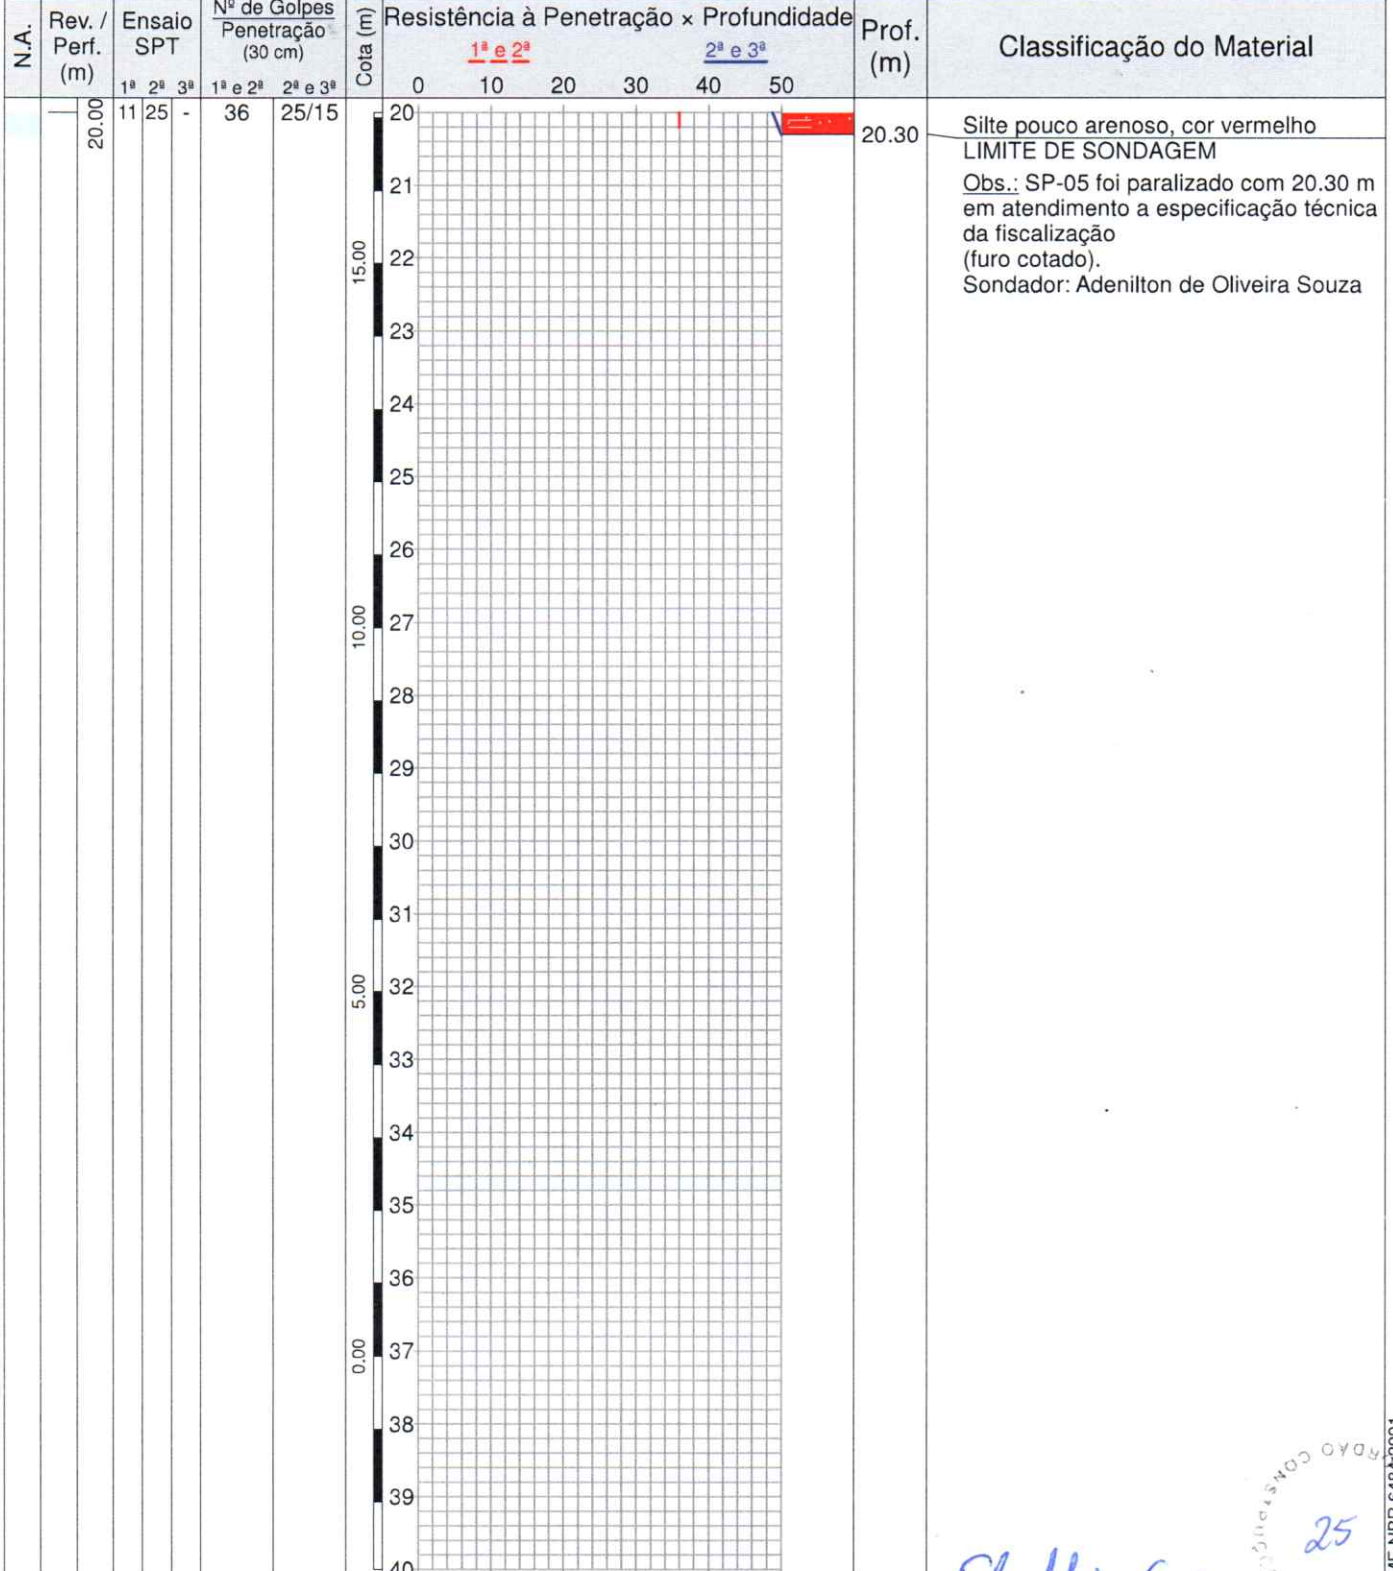 N.A.
Rev. /
Perf.
(m)
Ensaio
SPT
1ª 2ª 3ª
Nº de Golpes
Penetração
(30 cm)
1ª e 2ª 2ª e 3ª
Cota (m)
Resistência à Penetração × Profundidade
1ª e 2ª 2ª e 3ª
0 10 20 30 40 50
Prof.
(m)
Classificação do Material
20.00
11 25 - 36 25/15
20
20.30
Silte pouco arenoso, cor vermelho
LIMITE DE SONDAGEM
Obs.: SP-05 foi paralizado com 20.30 m
em atendimento a especificação técnica
da fiscalização
(furo cotado).
Sondador: Adenilton de Oliveira Souza
21
15.00
22
23
24
25
26
10.00
27
28
29
30
31
5.00
32
33
34
35
36
0.00
37
38
39
40
25